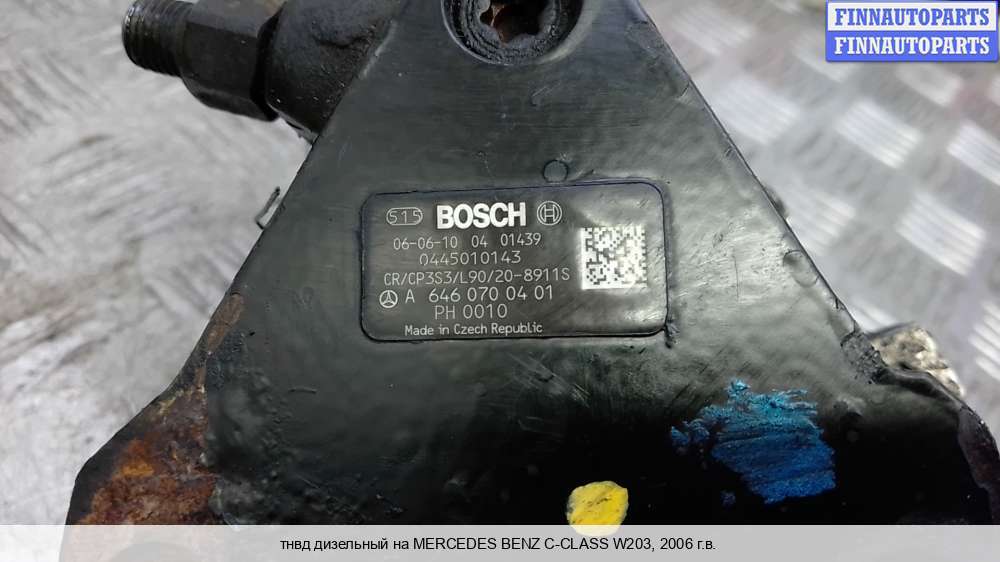 FINNAUTOPARTS
FINNAUTOPARTS
515 BOSCH
06-06-10 04 01439
0445010143
CR/CP3S3/L90/20-8911S
A 646 070 04 01
PH 0010
Made in Czech Republic
тнвд дизельный на MERCEDES BENZ C-CLASS W203, 2006 г.в.